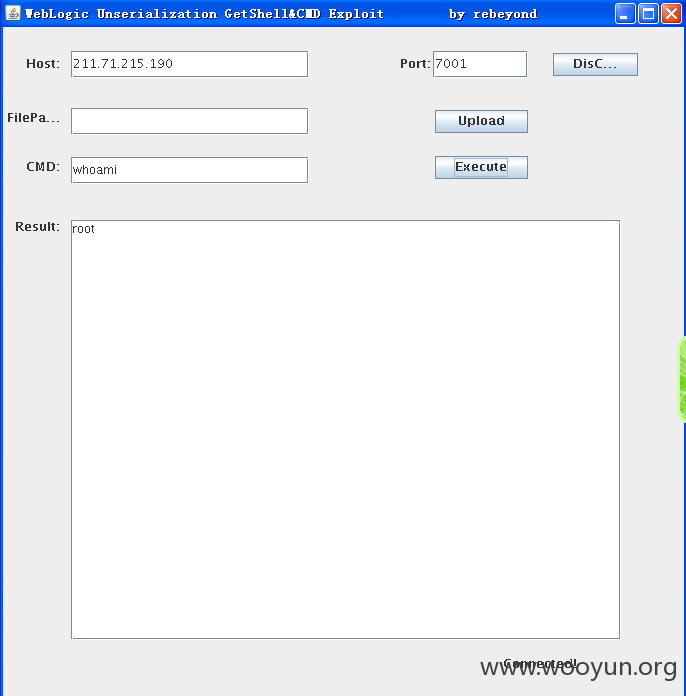 WebLogic Unserialization GetShell&CMD Exploit by rebeyond
Host: 211.71.215.190 Port: 7001 DisC...
FilePa... Upload
CMD: whoami Execute
Result: root
Connected!
www.wooyun.org